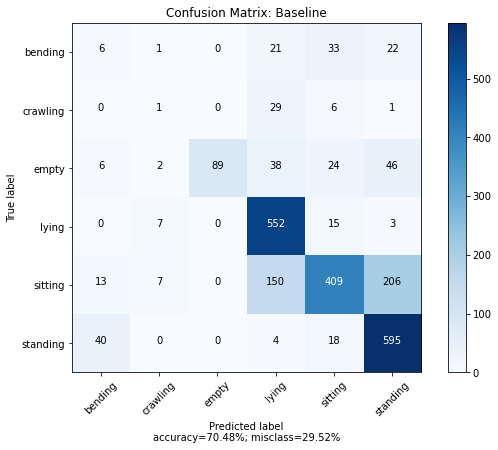 Confusion Matrix: Baseline
True label
bending 6 1 0 21 33 22
crawling 0 1 0 29 6 1
empty 6 2 89 38 24 46
lying 0 7 0 552 15 3
sitting 13 7 0 150 409 206
standing 40 0 0 4 18 595
bending crawling empty lying sitting standing
Predicted label
accuracy=70.48%; misclass=29.52%
500
400
300
200
100
0